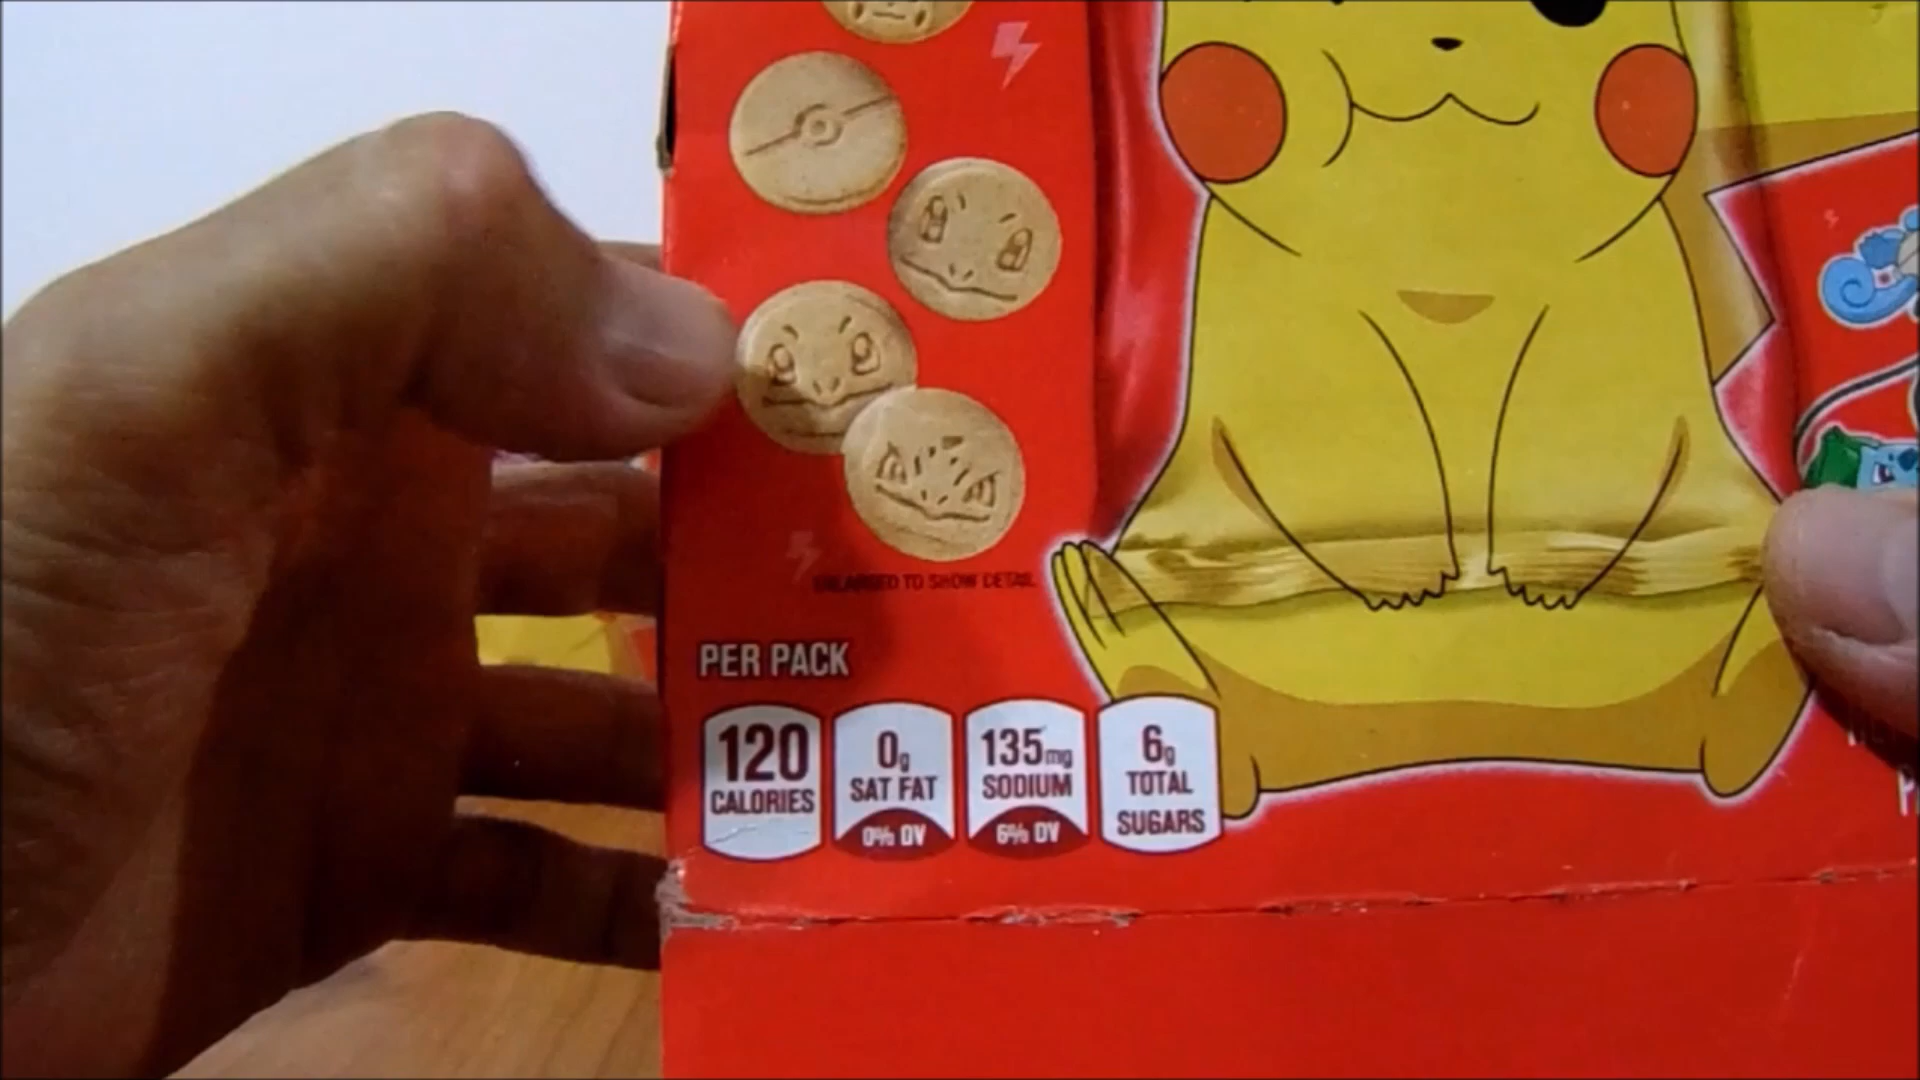 ENLARGED TO SHOW DETAIL
PER PACK
120
CALORIES
0g
SAT FAT
0% DV
135mg
SODIUM
6% DV
6g
TOTAL
SUGARS